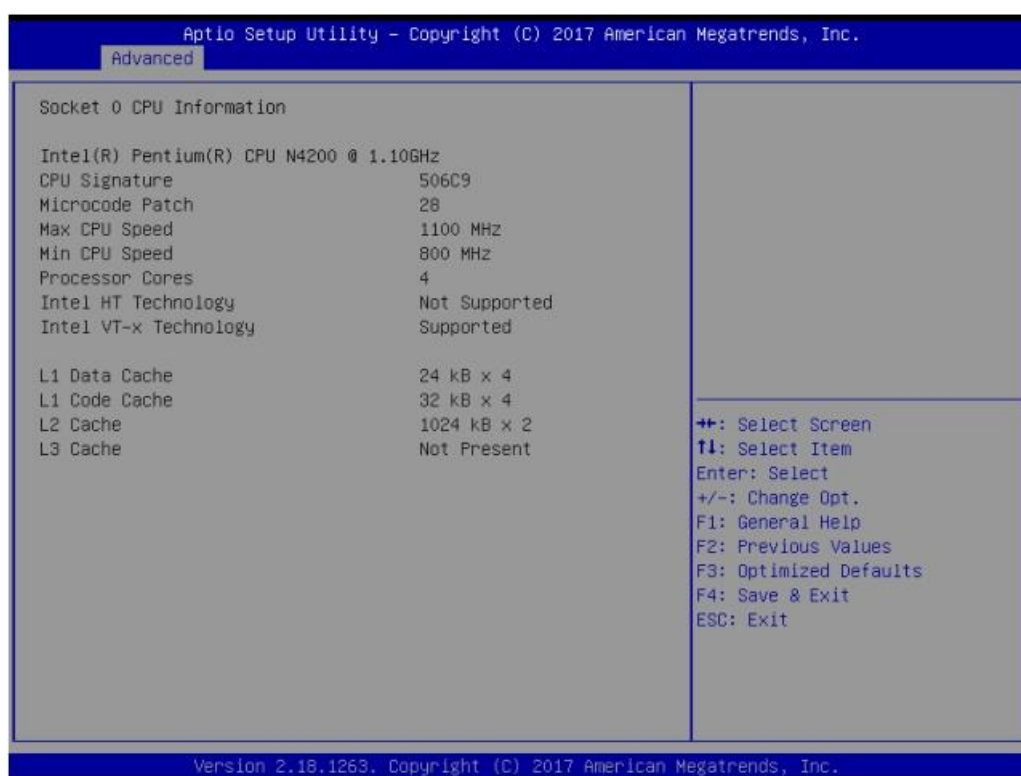 Aptio Setup Utility – Copyright (C) 2017 American Megatrends, Inc.
Advanced
Socket 0 CPU Information
Intel(R) Pentium(R) CPU N4200 @ 1.10GHz
CPU Signature 506C9
Microcode Patch 28
Max CPU Speed 1100 MHz
Min CPU Speed 800 MHz
Processor Cores 4
Intel HT Technology Not Supported
Intel VT-x Technology Supported
L1 Data Cache 24 kB x 4
L1 Code Cache 32 kB x 4
L2 Cache 1024 kB x 2
L3 Cache Not Present
→←: Select Screen
↑↓: Select Item
Enter: Select
+/-: Change Opt.
F1: General Help
F2: Previous Values
F3: Optimized Defaults
F4: Save & Exit
ESC: Exit
Version 2.18.1263. Copyright (C) 2017 American Megatrends, Inc.